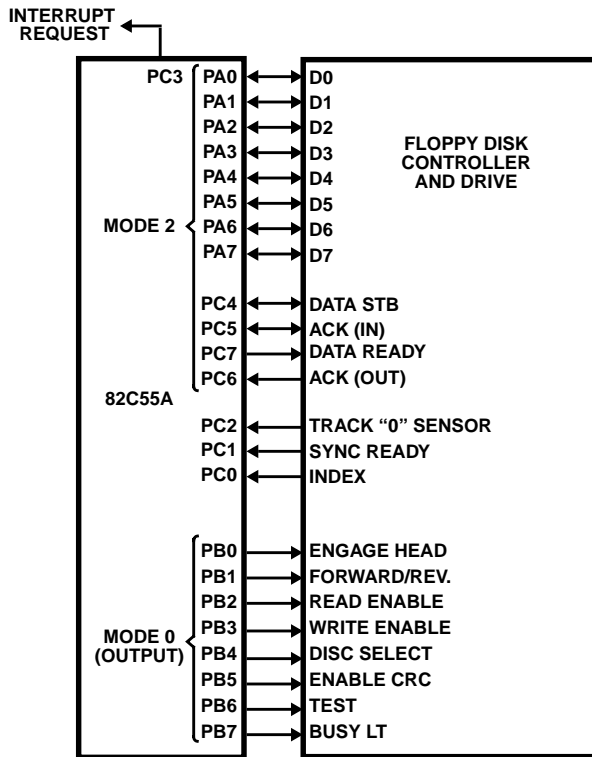 INTERRUPT
REQUEST
PC3 PA0 D0
PA1 D1
PA2 D2
PA3 D3
PA4 D4
PA5 D5
PA6 D6
PA7 D7
FLOPPY DISK
CONTROLLER
AND DRIVE
MODE 2
PC4 DATA STB
PC5 ACK (IN)
PC7 DATA READY
PC6 ACK (OUT)
82C55A
PC2 TRACK “0” SENSOR
PC1 SYNC READY
PC0 INDEX
PB0 ENGAGE HEAD
PB1 FORWARD/REV.
PB2 READ ENABLE
PB3 WRITE ENABLE
MODE 0
(OUTPUT)
PB4 DISC SELECT
PB5 ENABLE CRC
PB6 TEST
PB7 BUSY LT